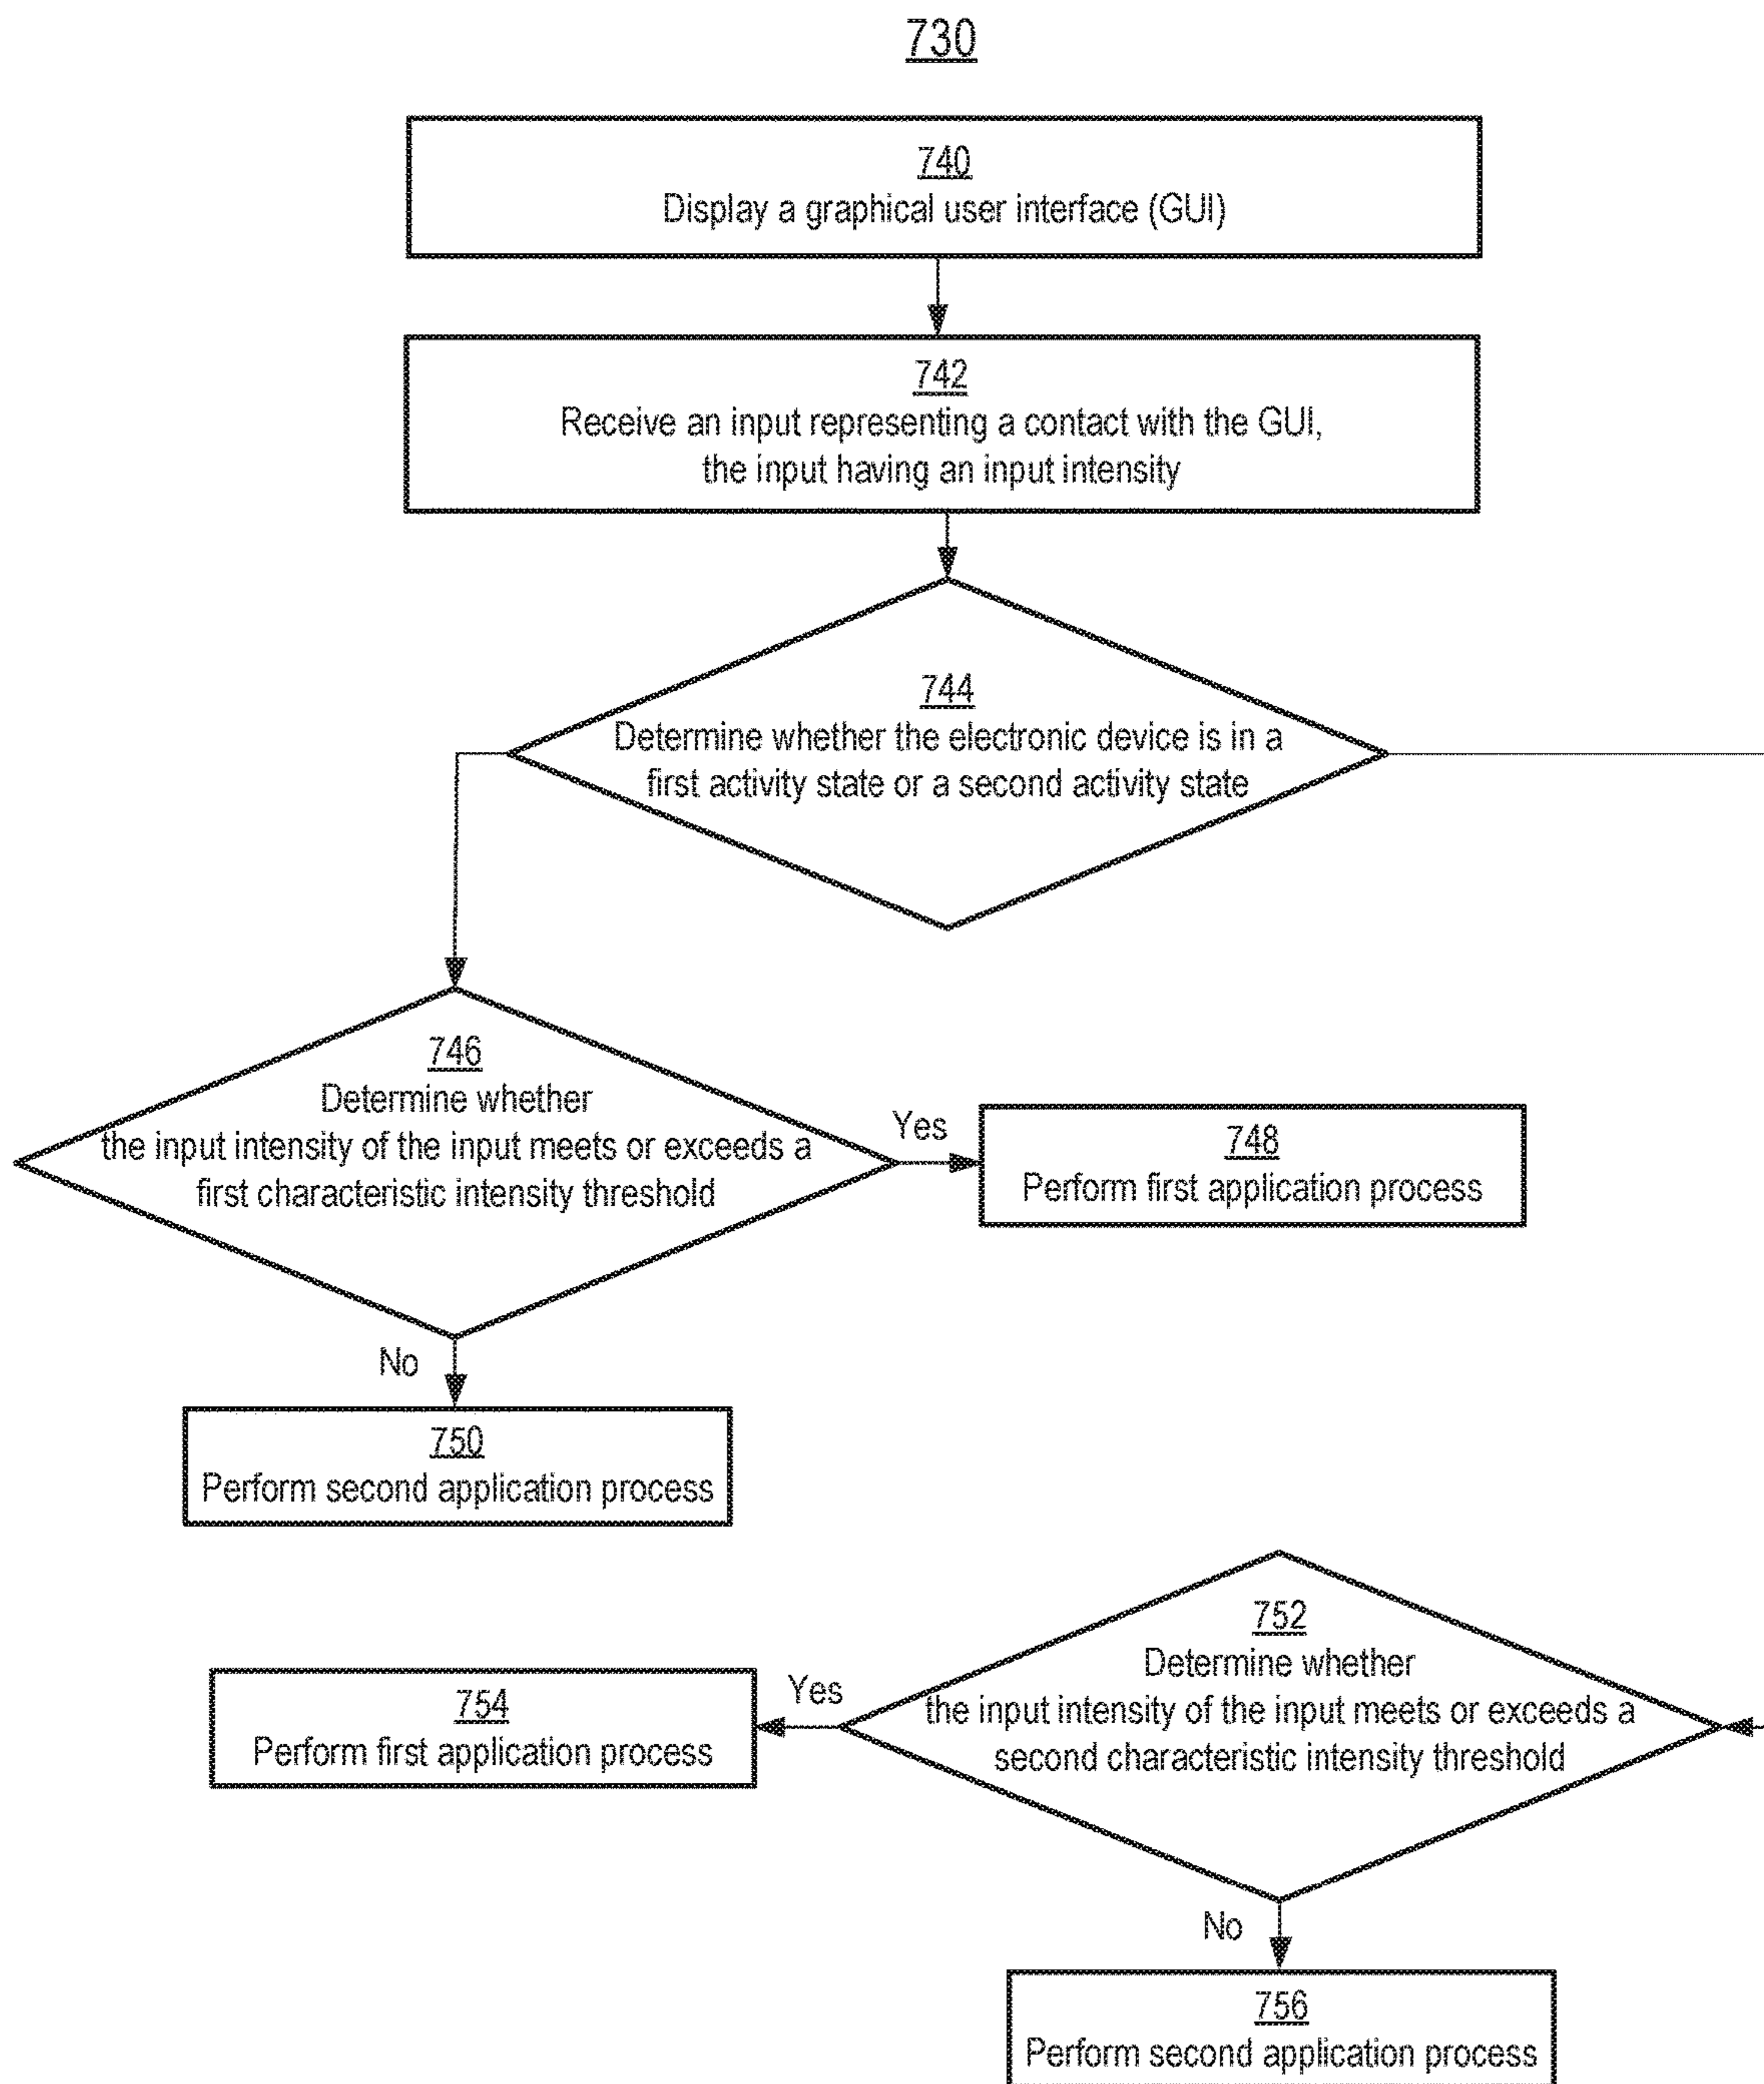 730
740
Display a graphical user interface (GUI)
742
Receive an input representing a contact with the GUI,
the input having an input intensity
744
Determine whether the electronic device is in a
first activity state or a second activity state
746
Determine whether
the input intensity of the input meets or exceeds a
first characteristic intensity threshold
Yes
748
Perform first application process
No
750
Perform second application process
752
Determine whether
the input intensity of the input meets or exceeds a
second characteristic intensity threshold
Yes
754
Perform first application process
No
756
Perform second application process